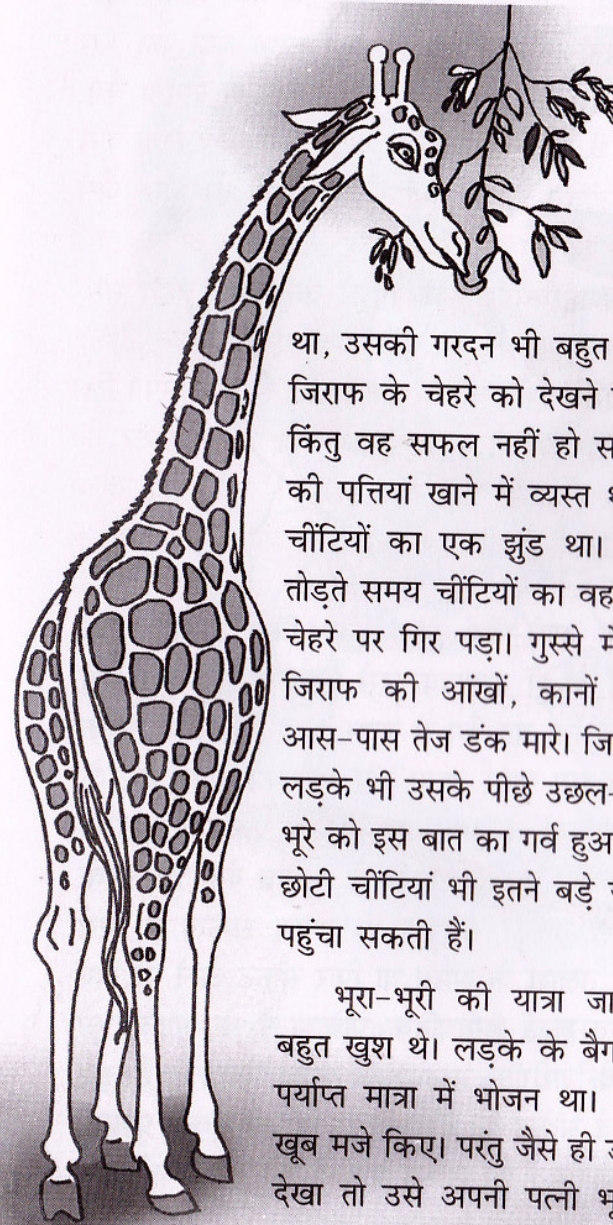 था, उसकी गरदन भी बहुत
जिराफ के चेहरे को देखने
किंतु वह सफल नहीं हो
की पत्तियां खाने में व्यस्त
चींटियों का एक झुंड था।
तोड़ते समय चींटियों का वह
चेहरे पर गिर पड़ा। गुस्से
जिराफ की आंखों, कानों
आस-पास तेज डंक मारे।
लड़के भी उसके पीछे
भूरे को इस बात का गर्व
छोटी चींटियां भी इतने बड़े
पहुंचा सकती हैं।
भूरा-भूरी की यात्रा
बहुत खुश थे। लड़के के
पर्याप्त मात्रा में भोजन था।
खूब मजे किए। परंतु जैसे ही
देखा तो उसे अपनी पत्नी